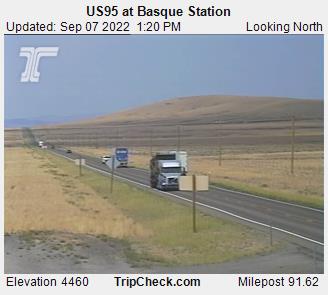 US95 at Basque Station
Updated: Sep 07 2022 1:20 PM Looking North
Elevation 4460 TripCheck.com Milepost 91.62